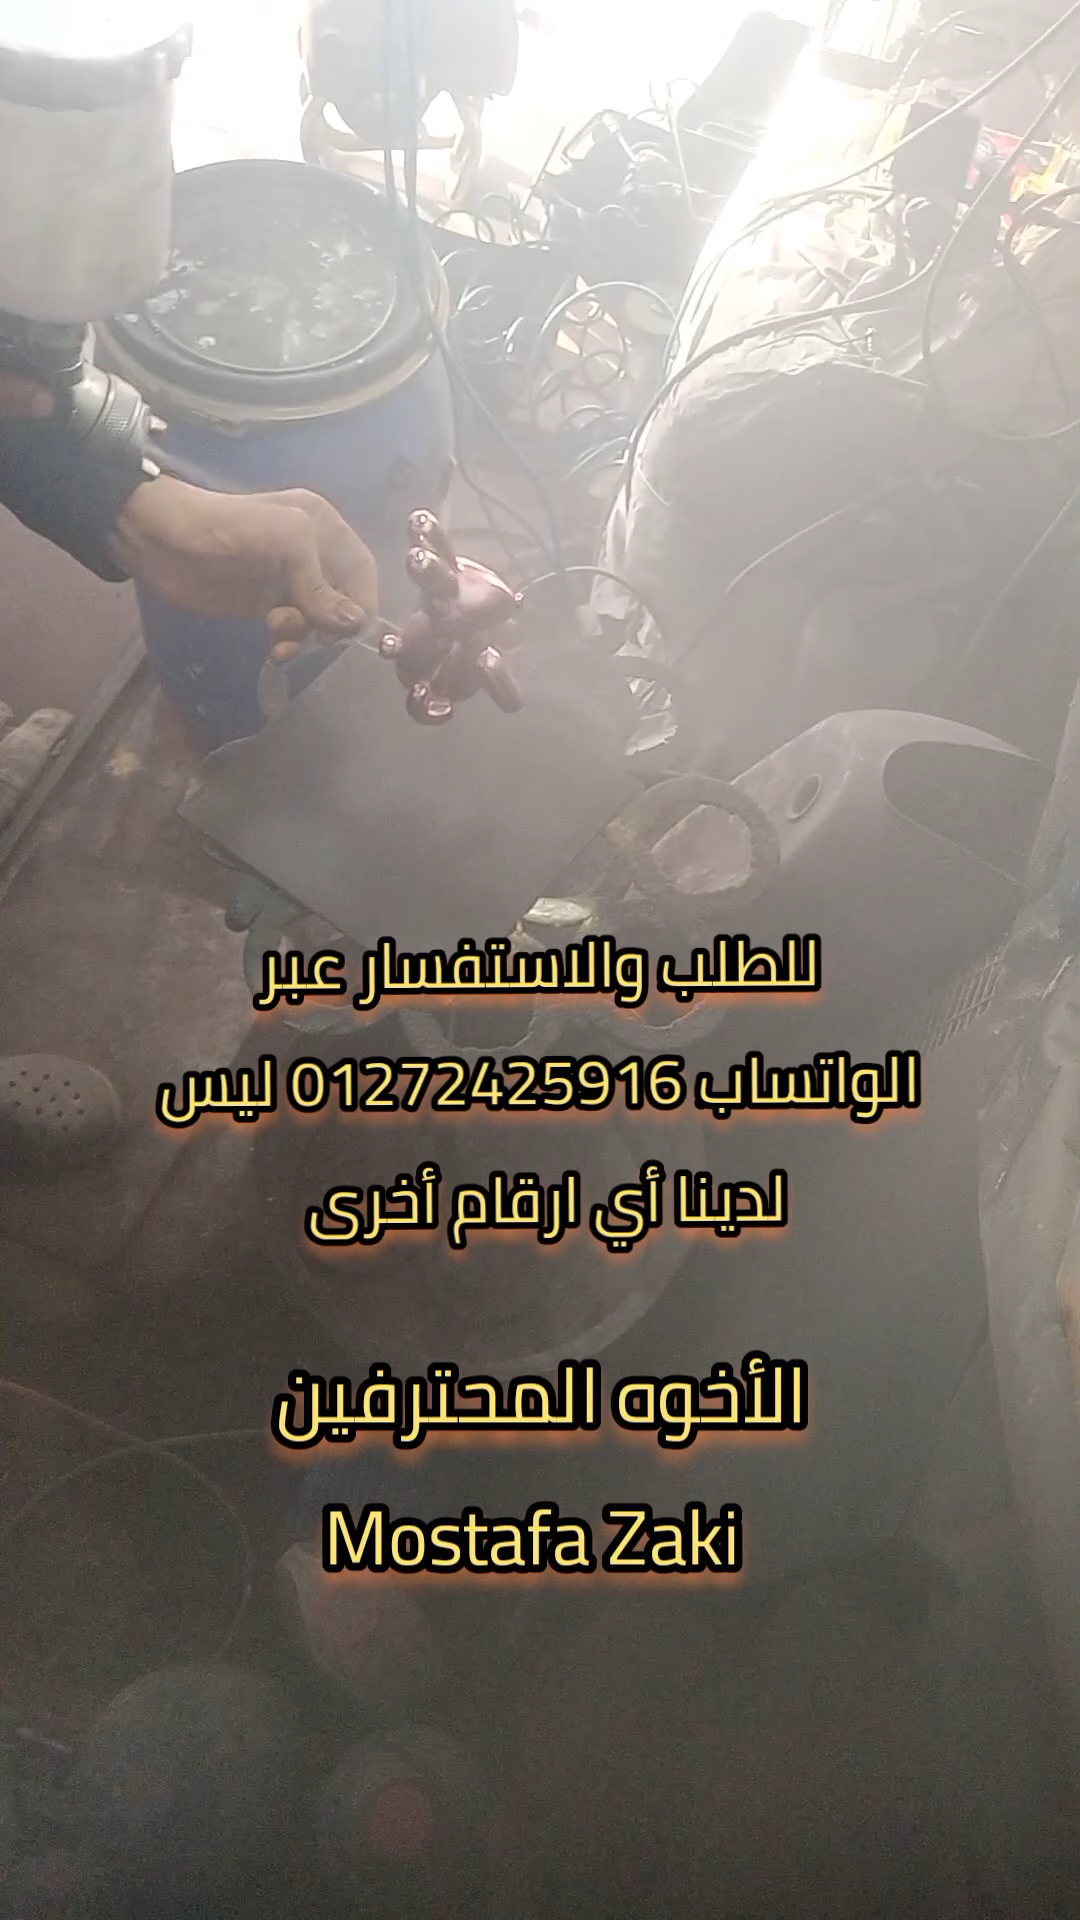 للطلب والاستفسار عبر
الواتساب 01272425916 ليس
لدينا أي ارقام أخرى
الأخوه المحترفين
Mostafa Zaki